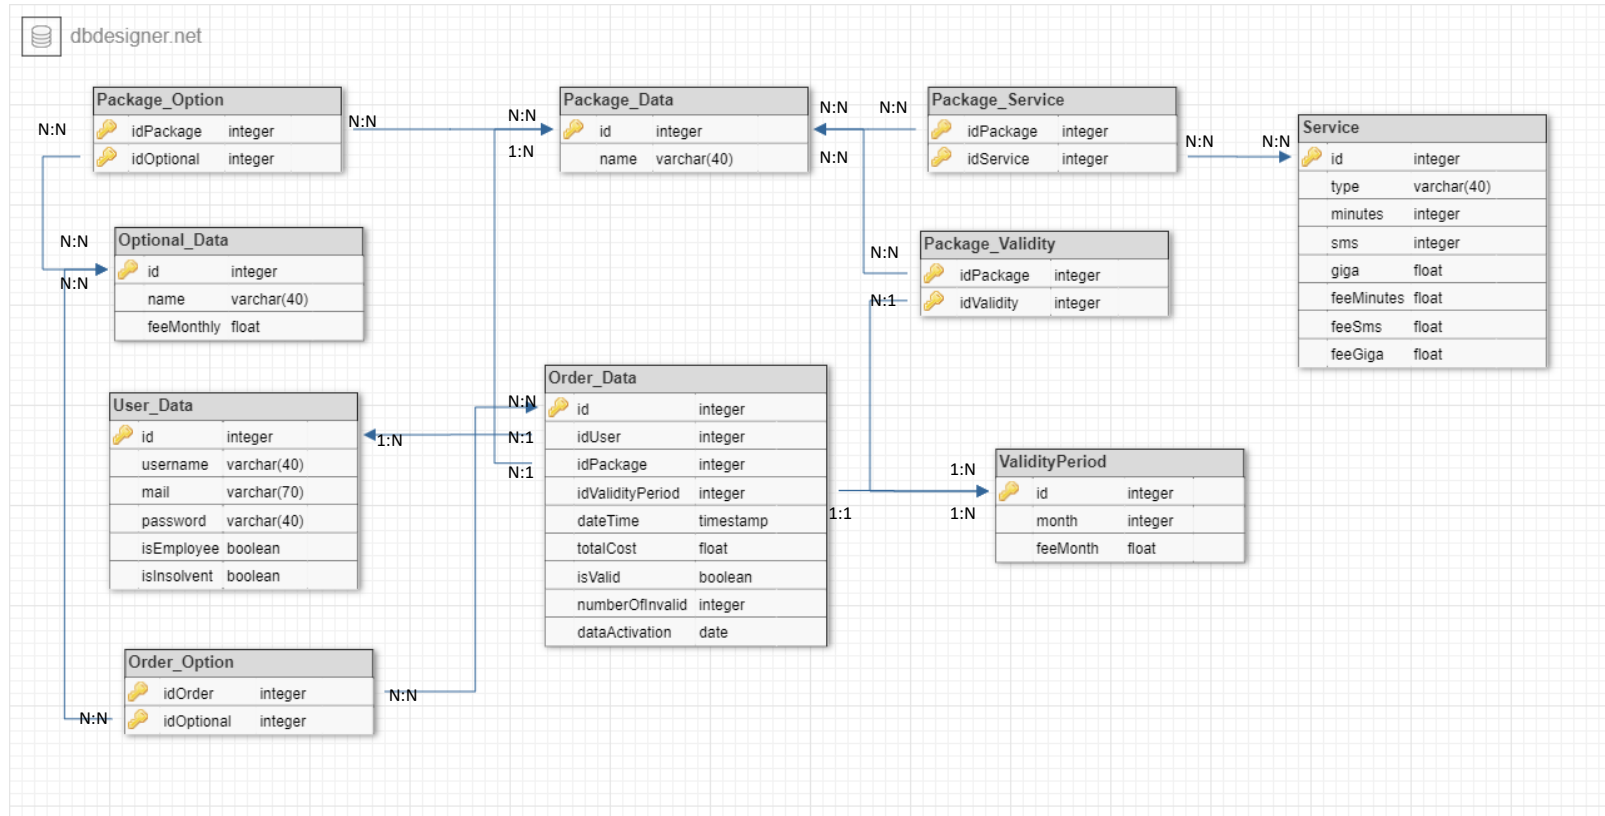 dbdesigner.net
Package_Option
idPackage integer
idOptional integer
N:N
N:N
N:N
1:N
Package_Data
id integer
name varchar(40)
N:N
N:N
N:N
Package_Service
idPackage integer
idService integer
N:N
N:N
Service
id integer
type varchar(40)
minutes integer
sms integer
giga float
feeMinutes float
feeSms float
feeGiga float
N:N
N:N
Optional_Data
id integer
name varchar(40)
feeMonthly float
N:N
N:1
Package_Validity
idPackage integer
idValidity integer
User_Data
id integer
username varchar(40)
mail varchar(70)
password varchar(40)
isEmployee boolean
isInsolvent boolean
1:N
N:N
N:1
N:1
Order_Data
id integer
idUser integer
idPackage integer
idValidityPeriod integer
dateTime timestamp
totalCost float
isValid boolean
numberOfInvalid integer
dataActivation date
1:1
1:N
1:N
ValidityPeriod
id integer
month integer
feeMonth float
Order_Option
idOrder integer
idOptional integer
N:N
N:N